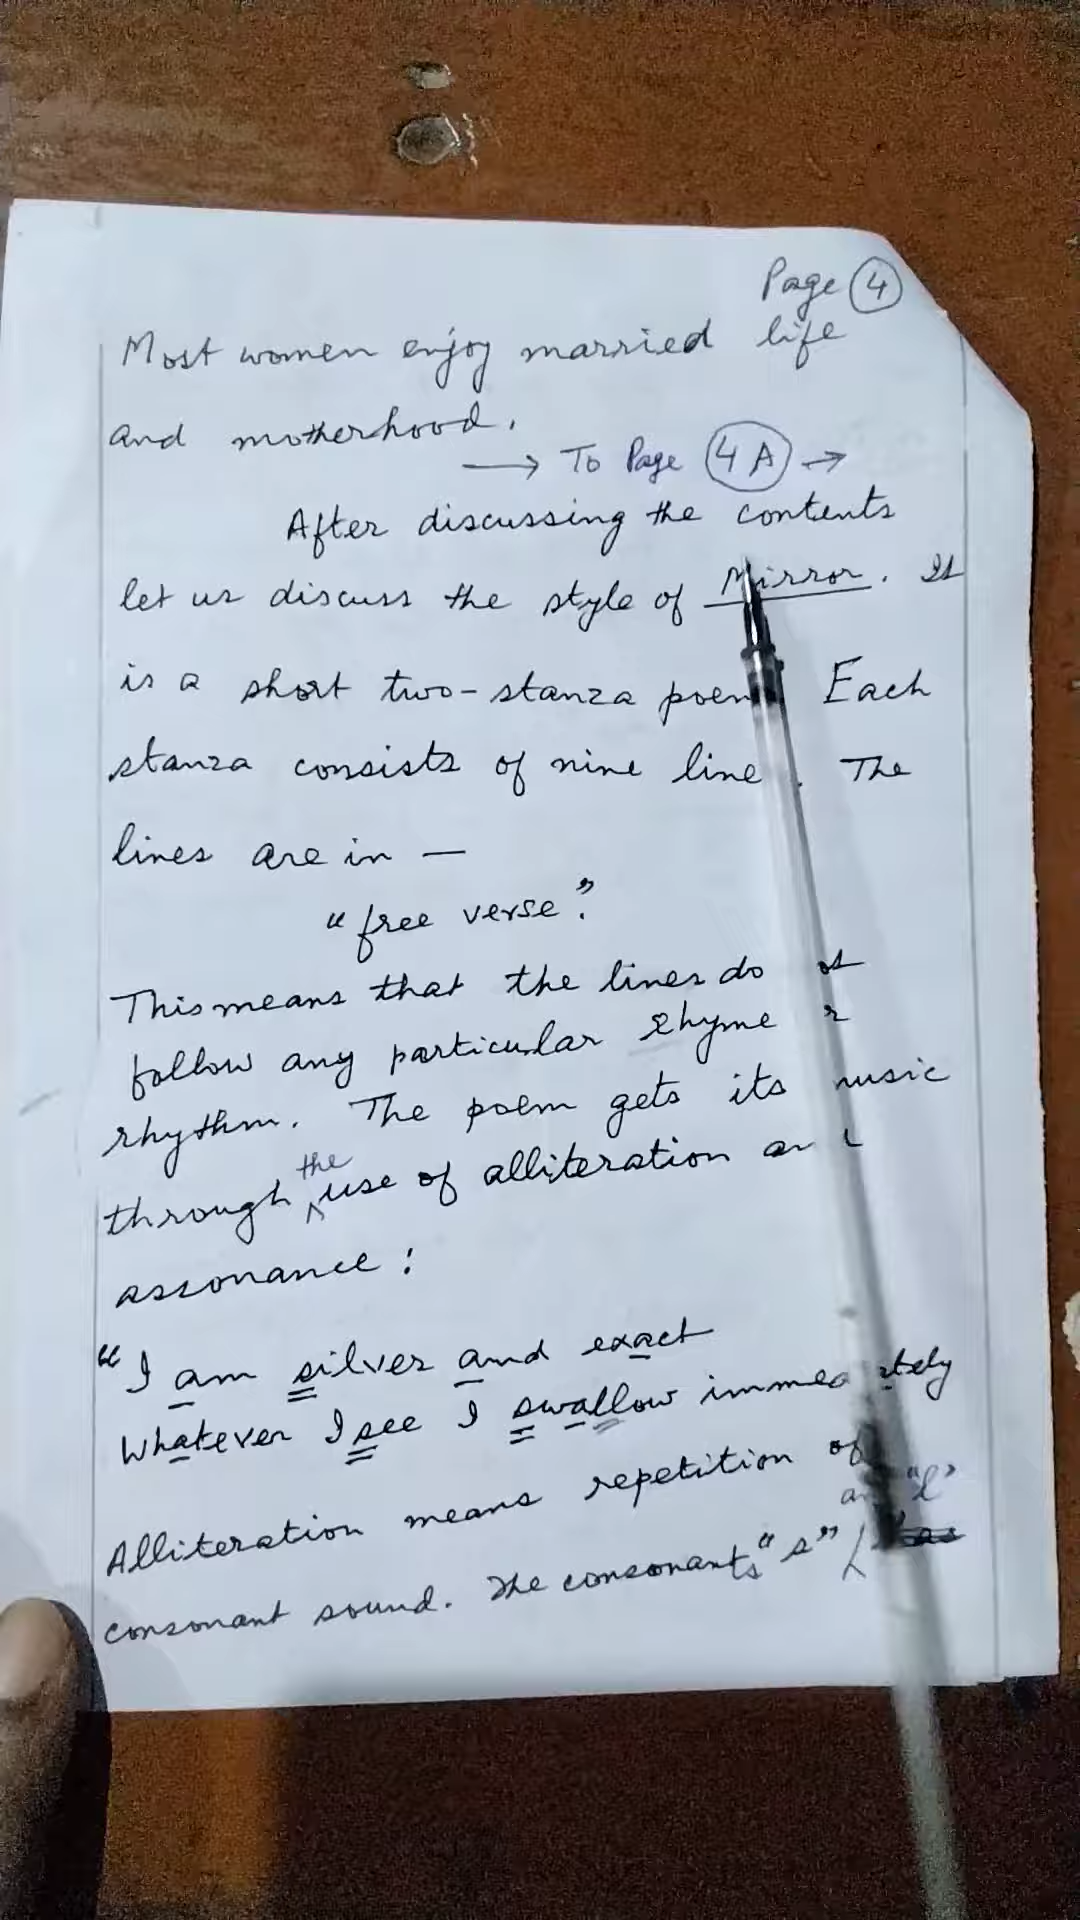 Page 4
Most women enjoy married life
and motherhood.
→ To Page 4A →
After discussing the contents
let us discuss the style of Mirror. It
is a short two-stanza poem Each
stanza consists of nine line. The
lines are in —
"free verse".
This means that the lines do
follow any particular rhyme
rhythm. The poem gets its
through the use of alliteration
assonance:
"I am silver and exact
Whatever I see I swallow
Alliteration means repetition of
and "l"
consonant sound. The consonants "s"